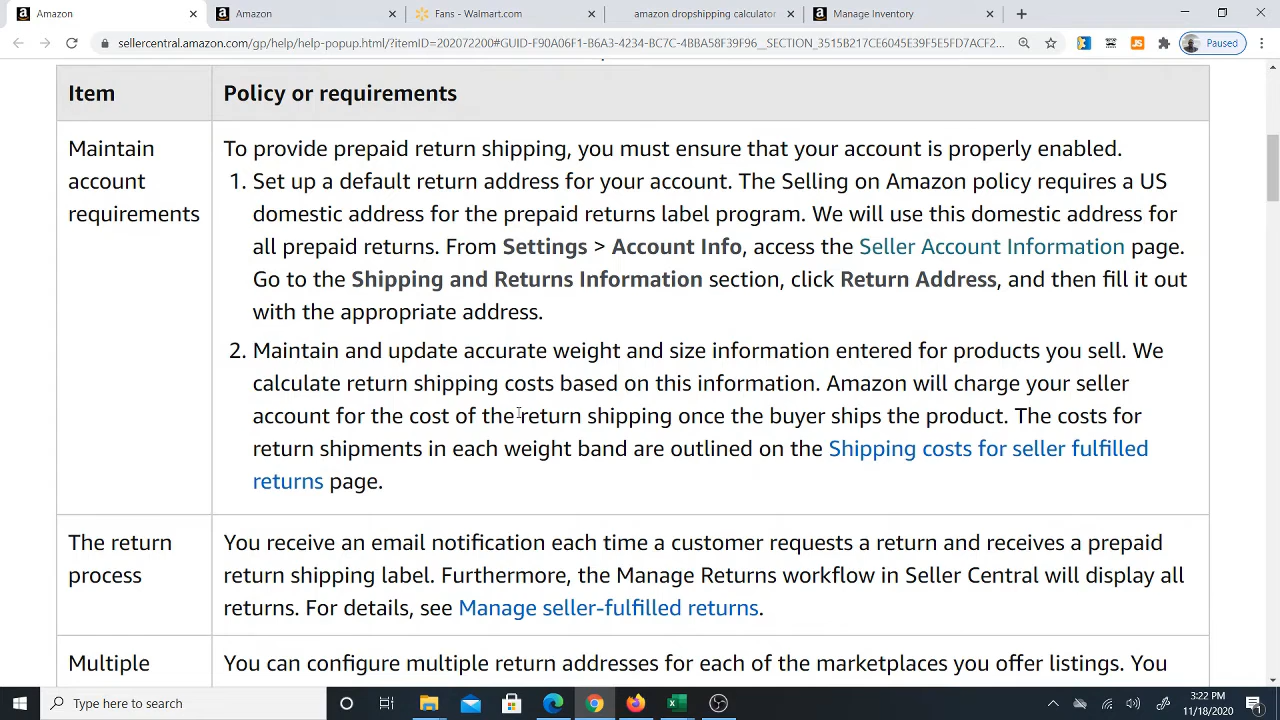 Amazon
Amazon
Fans - Walmart.com
amazon dropshipping calculator
Manage Inventory
sellercentral.amazon.com/gp/help/help-popup.html/?itemID=202072200#GUID-F90A06F1-B6A3-4234-BC7C-4BBA58F39F96__SECTION_3515B217CE6045E39F5E5FD7ACF2...
Paused
Item
Policy or requirements
Maintain
account
requirements
To provide prepaid return shipping, you must ensure that your account is properly enabled.
1. Set up a default return address for your account. The Selling on Amazon policy requires a US
domestic address for the prepaid returns label program. We will use this domestic address for
all prepaid returns. From Settings > Account Info, access the Seller Account Information page.
Go to the Shipping and Returns Information section, click Return Address, and then fill it out
with the appropriate address.
2. Maintain and update accurate weight and size information entered for products you sell. We
calculate return shipping costs based on this information. Amazon will charge your seller
account for the cost of the return shipping once the buyer ships the product. The costs for
return shipments in each weight band are outlined on the Shipping costs for seller fulfilled
returns page.
The return
process
You receive an email notification each time a customer requests a return and receives a prepaid
return shipping label. Furthermore, the Manage Returns workflow in Seller Central will display all
returns. For details, see Manage seller-fulfilled returns.
Multiple
You can configure multiple return addresses for each of the marketplaces you offer listings. You
Type here to search
3:22 PM
11/18/2020
1